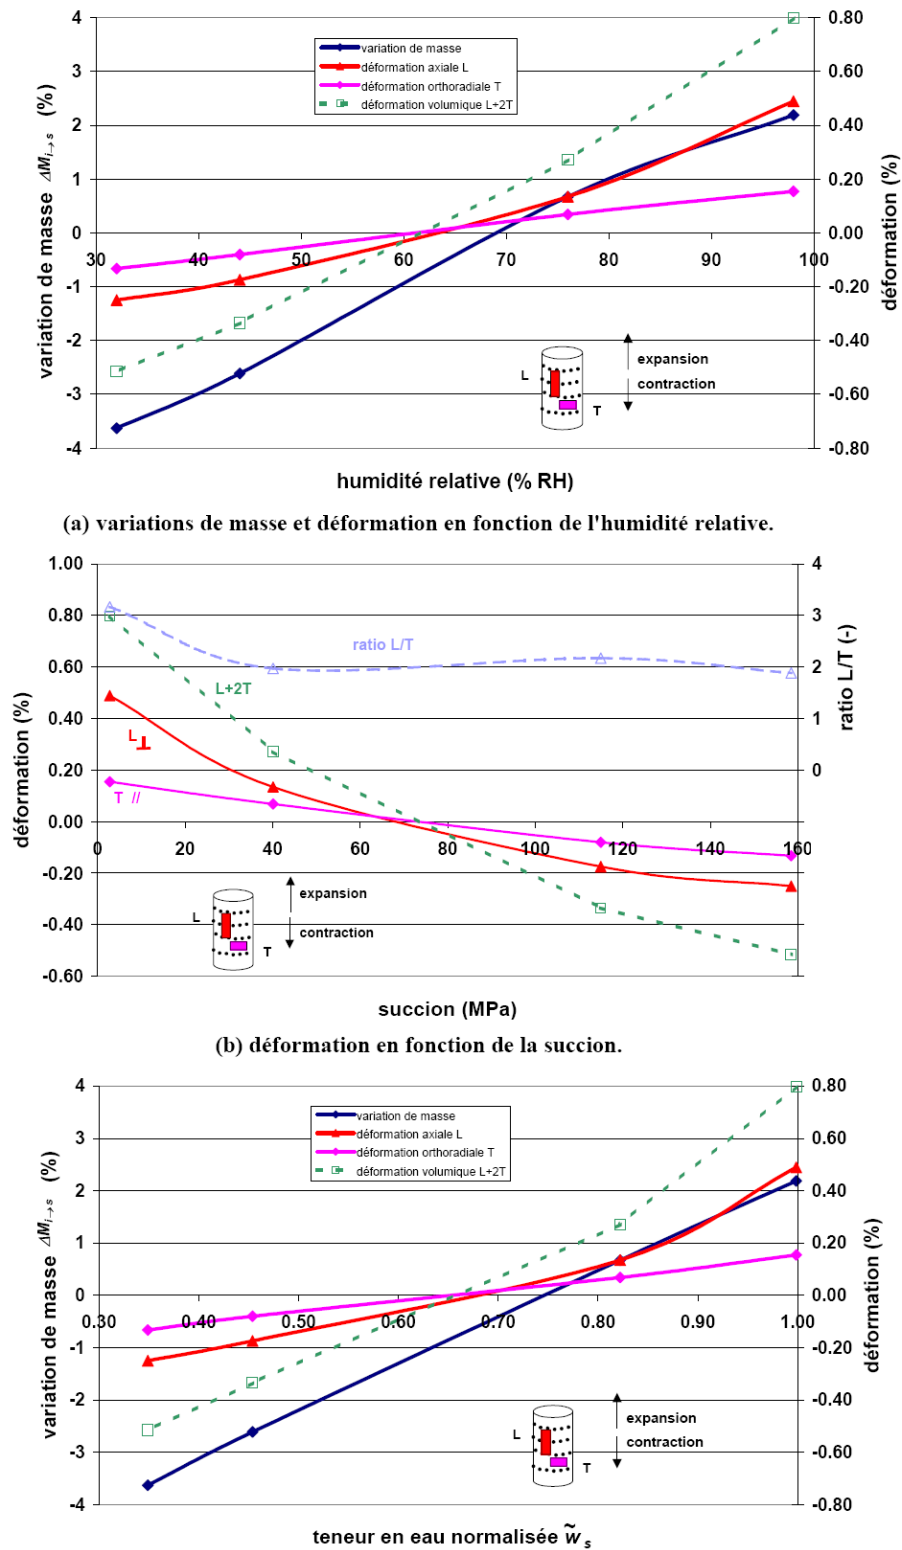 4
3
2
1
0
-1
-2
-3
-4
variation de masse ΔM i→s (%)
variation de masse
déformation axiale L
déformation orthoradiale T
déformation volumique L+2T
0.80
0.60
0.40
0.20
0.00
-0.20
-0.40
-0.60
-0.80
déformation (%)
30 40 50 60 70 80 90 100
L
T
expansion
contraction
humidité relative (% RH)
(a) variations de masse et déformation en fonction de l'humidité relative.
1.00
0.80
0.60
0.40
0.20
0.00
-0.20
-0.40
-0.60
déformation (%)
ratio L/T
L+2T
L⊥
T //
4
3
2
1
0
ratio L/T (-)
0 20 40 60 80 100 120 140 160
L
T
expansion
contraction
succion (MPa)
(b) déformation en fonction de la succion.
4
3
2
1
0
-1
-2
-3
-4
variation de masse ΔM i→s (%)
variation de masse
déformation axiale L
déformation orthoradiale T
déformation volumique L+2T
0.80
0.60
0.40
0.20
0.00
-0.20
-0.40
-0.60
-0.80
déformation (%)
0.30 0.40 0.50 0.60 0.70 0.80 0.90 1.00
L
T
expansion
contraction
teneur en eau normalisée w̃ s